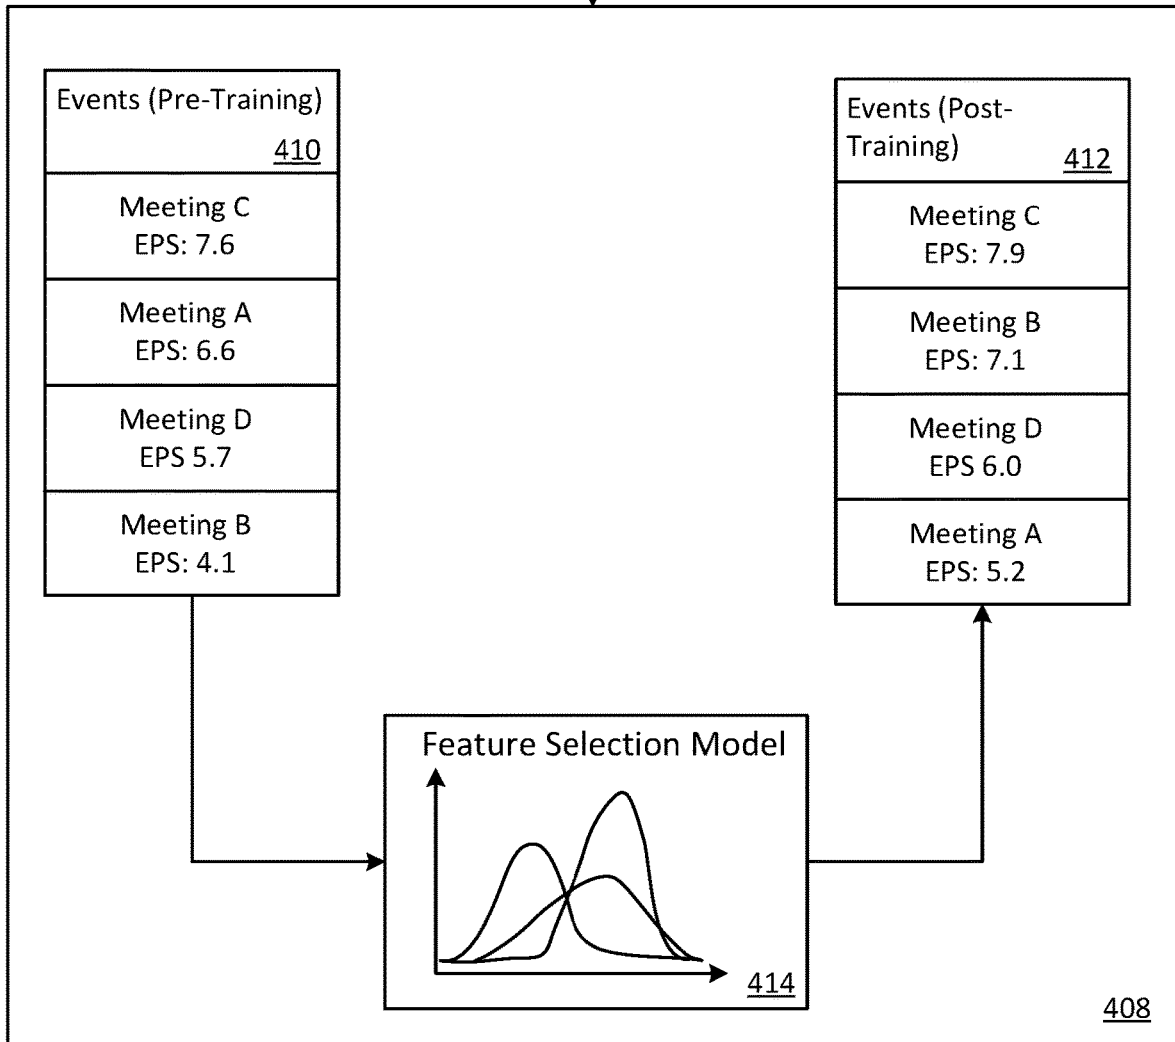 Events (Pre-Training)
410
Meeting C
EPS: 7.6
Meeting A
EPS: 6.6
Meeting D
EPS 5.7
Meeting B
EPS: 4.1
Events (Post-
Training)
412
Meeting C
EPS: 7.9
Meeting B
EPS: 7.1
Meeting D
EPS 6.0
Meeting A
EPS: 5.2
Feature Selection Model
414
408